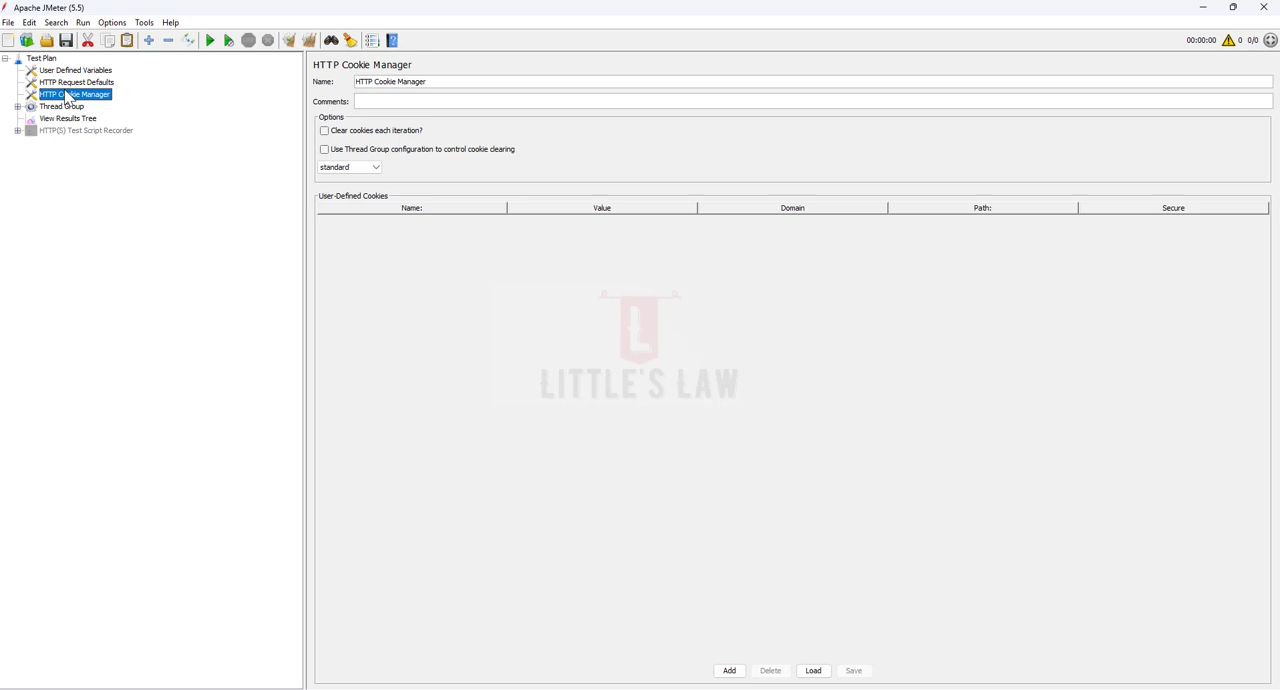 Apache JMeter (5.5)
File Edit Search Run Options Tools Help
00:00:00 0 0/0
Test Plan
User Defined Variables
HTTP Request Defaults
HTTP Cookie Manager
Thread Group
View Results Tree
HTTP(S) Test Script Recorder
HTTP Cookie Manager
Name: HTTP Cookie Manager
Comments:
Options
Clear cookies each iteration?
Use Thread Group configuration to control cookie clearing
standard
User-Defined Cookies
Name: Value Domain Path: Secure
L
LITTLE'S LAW
Add Delete Load Save